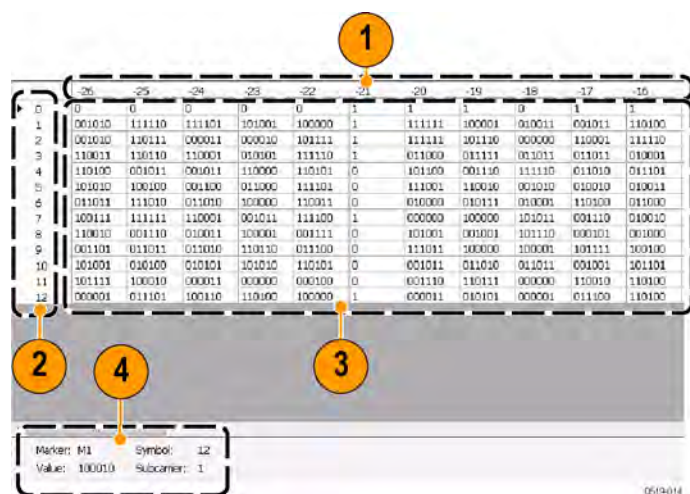 1
-26 -25 -24 -23 -22 -21 -20 -19 -18 -17 -16
0 0 0 0 0 0 1 1 1 0 1 1
1 001010 111110 111101 101001 100000 1 111111 100001 010011 001011 110100
2 001010 110111 000011 000010 101111 1 111111 101110 000000 110001 111110
3 110011 110110 110001 010101 111110 1 011000 011111 011011 011011 010001
4 110100 001011 001011 110000 110101 0 101100 001110 111110 011010 011101
5 101010 100100 001100 011000 111101 0 111001 110010 001010 010010 010011
6 011011 111010 011010 100000 110011 0 010000 010111 010001 110100 011000
7 100111 111111 110001 001011 111100 1 000000 100000 101011 001110 010010
8 110010 001110 010011 100001 001111 0 101001 001001 101110 000101 001000
9 001101 011011 011010 110110 011100 0 111011 100000 100001 101111 100100
10 101001 010100 010101 101010 110101 0 001011 011010 011011 001001 101101
11 101111 100010 000011 000000 000100 0 001110 110111 000000 110010 110100
12 000001 011101 100110 110100 100000 1 000011 010101 000001 011100 110100
2 4 3
Marker: M1 Symbol: 12
Value: 100010 Subcarrier: 1
0519-014